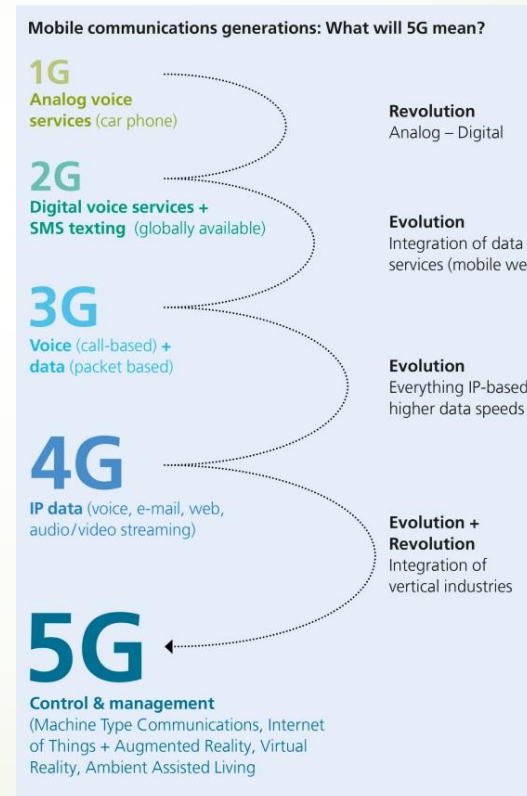 Mobile communications generations: What will 5G mean?
1G
Analog voice
services (car phone)
Revolution
Analog – Digital
2G
Digital voice services +
SMS texting (globally available)
Evolution
Integration of data
services (mobile
3G
Voice (call-based) +
data (packet based)
Evolution
Everything IP-based
higher data speeds
4G
IP data (voice, e-mail, web,
audio/video streaming)
Evolution +
Revolution
Integration of
vertical industries
5G
Control & management
(Machine Type Communications, Internet
of Things + Augmented Reality, Virtual
Reality, Ambient Assisted Living